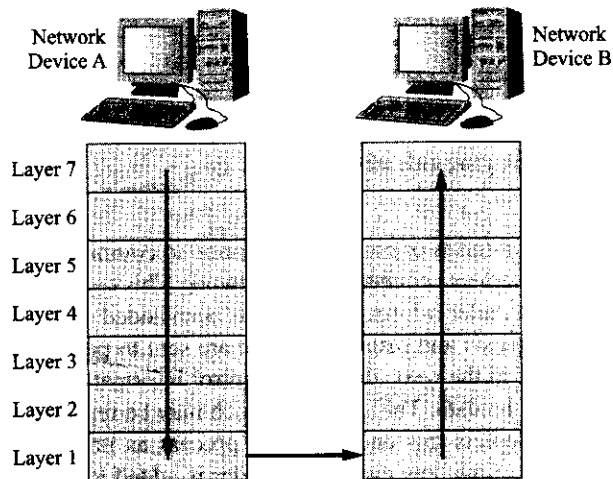 Network
Device A
Network
Device B
Layer 7
Layer 6
Layer 5
Layer 4
Layer 3
Layer 2
Layer 1